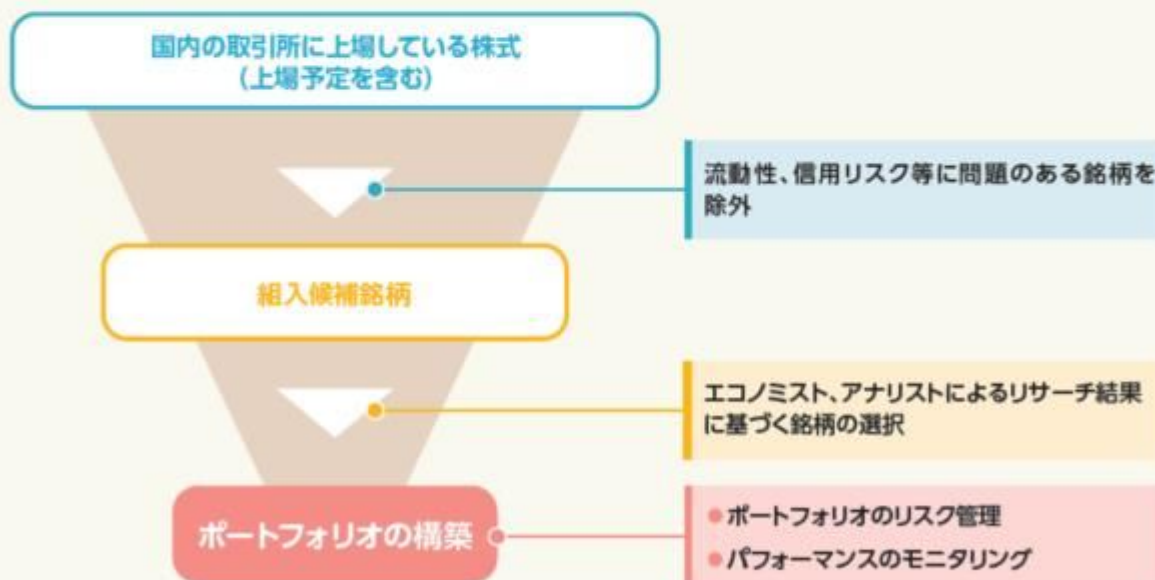 国内の取引所に上場している株式
(上場予定を含む)
流動性、信用リスク等に問題のある銘柄を
除外
組入候補銘柄
エコノミスト、アナリストによるリサーチ結果
に基づく銘柄の選択
ポートフォリオの構築
●ポートフォリオのリスク管理
●パフォーマンスのモニタリング